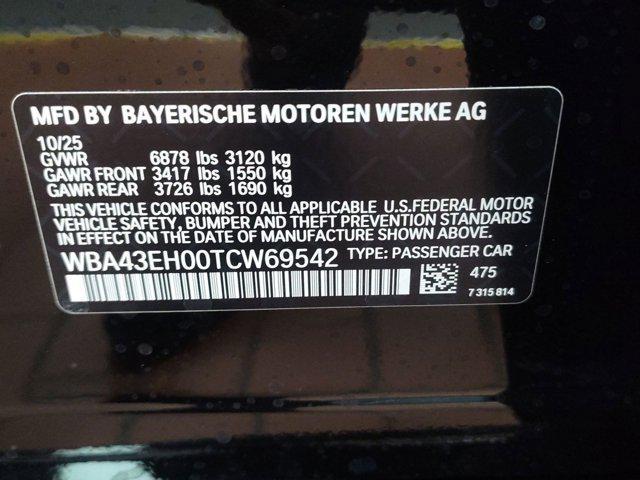 MFD BY BAYERISCHE MOTOREN WERKE AG
10/25
GVWR 6878 lbs 3120 kg
GAWR FRONT 3417 lbs 1550 kg
GAWR REAR 3726 lbs 1690 kg
THIS VEHICLE CONFORMS TO ALL APPLICABLE U.S.FEDERAL MOTOR
VEHICLE SAFETY, BUMPER AND THEFT PREVENTION STANDARDS
IN EFFECT ON THE DATE OF MANUFACTURE SHOWN ABOVE.
WBA43EH00TCW69542 TYPE: PASSENGER CAR
475
7 315 814